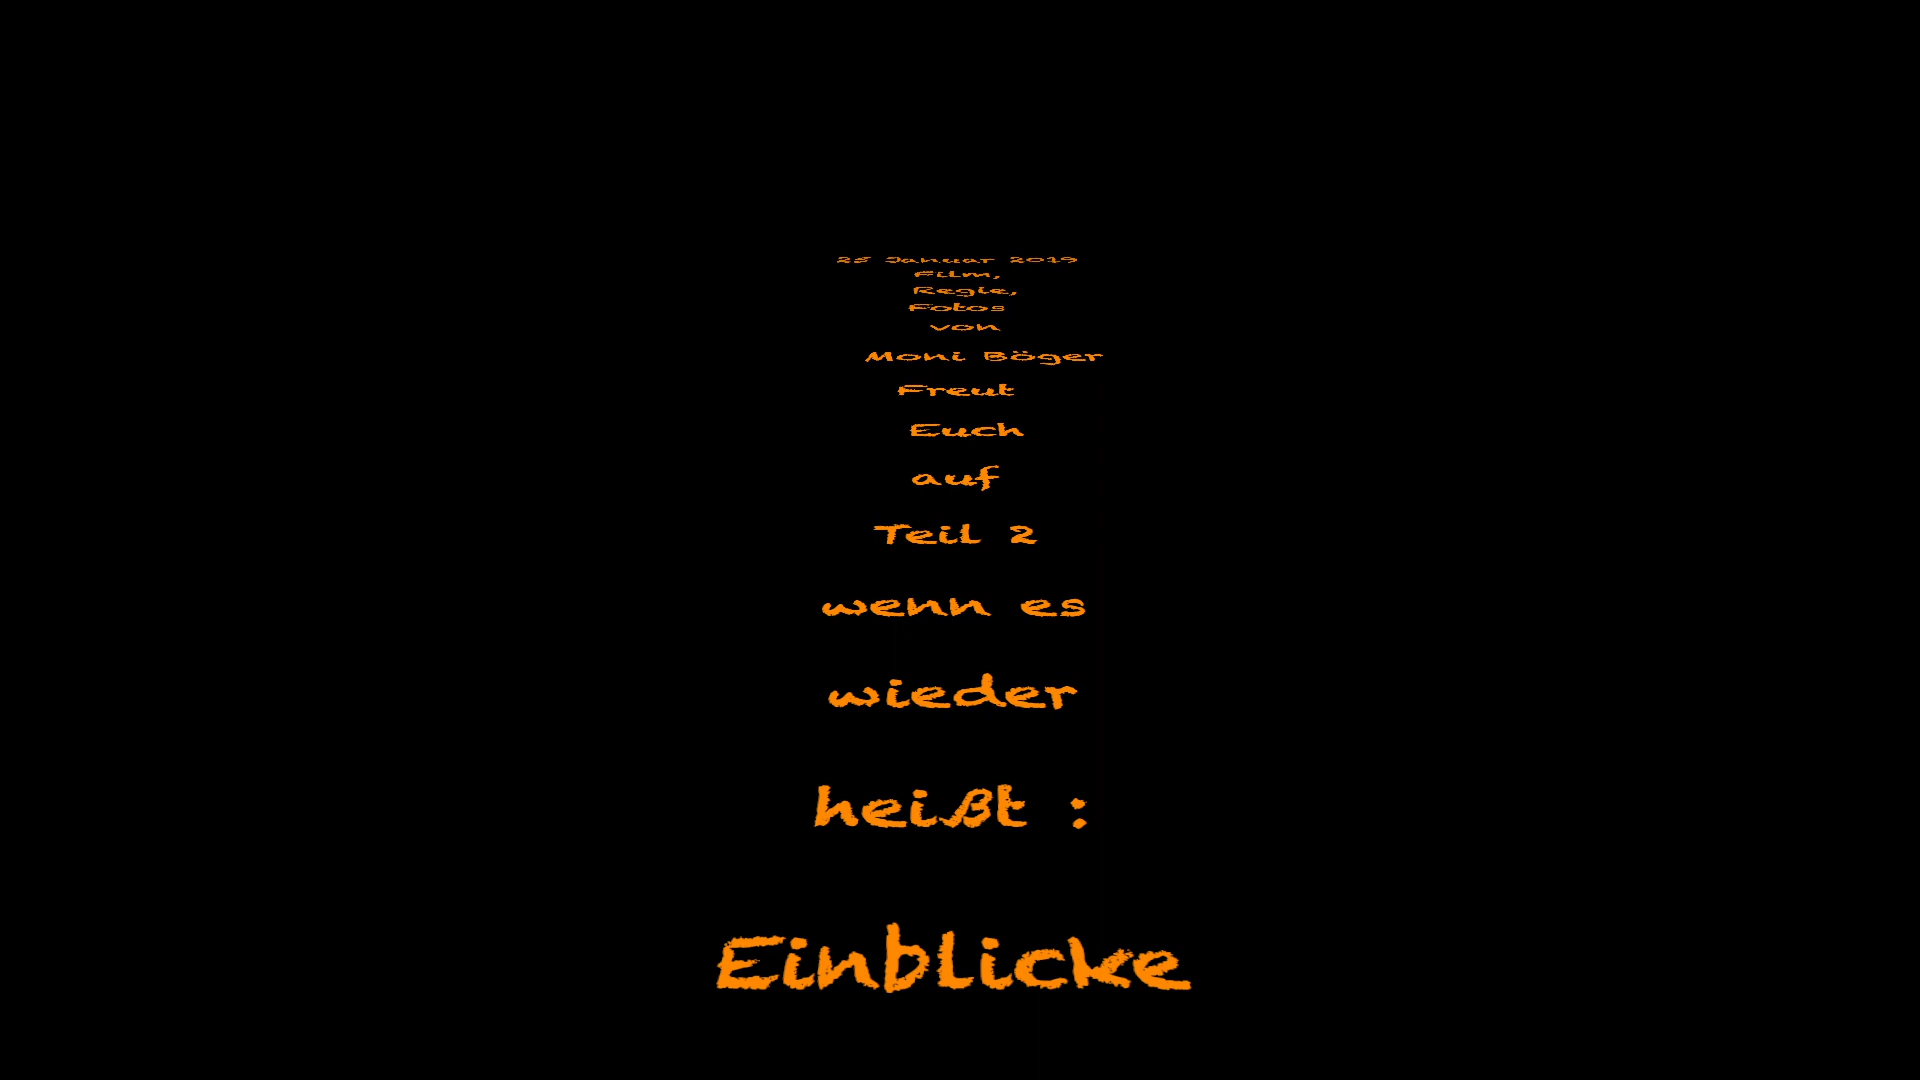 25 Januar 2019
Film,
Regie,
Fotos
von
Moni Böger
Freut
Euch
auf
Teil 2
wenn es
wieder
heißt :
Einblicke